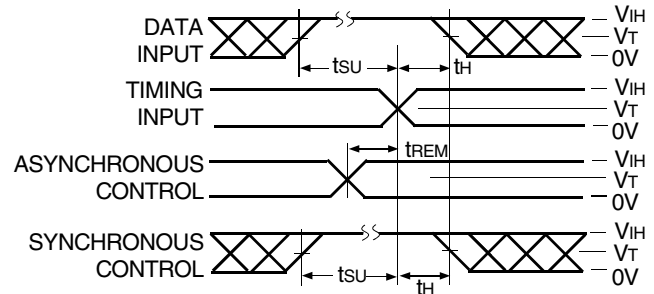 DATA
INPUT
tSU
tH
VIH
VT
0V
TIMING
INPUT
VIH
VT
0V
tREM
ASYNCHRONOUS
CONTROL
VIH
VT
0V
SYNCHRONOUS
CONTROL
tSU
tH
VIH
VT
0V